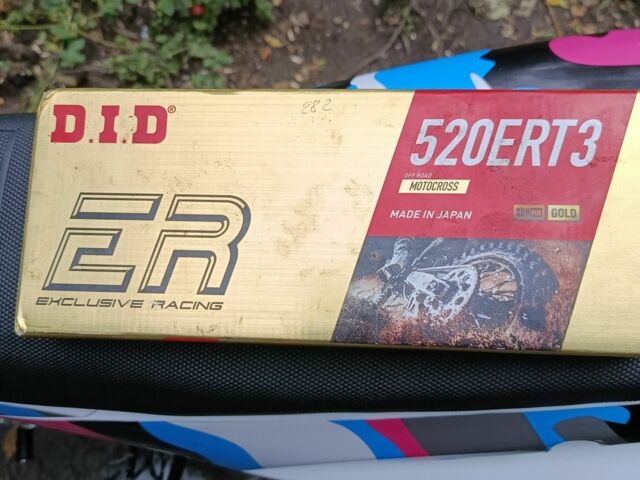 D.I.D®
282
520ERT3
OFF ROAD
MOTOCROSS
MADE IN JAPAN
GOLD
ER
EXCLUSIVE RACING